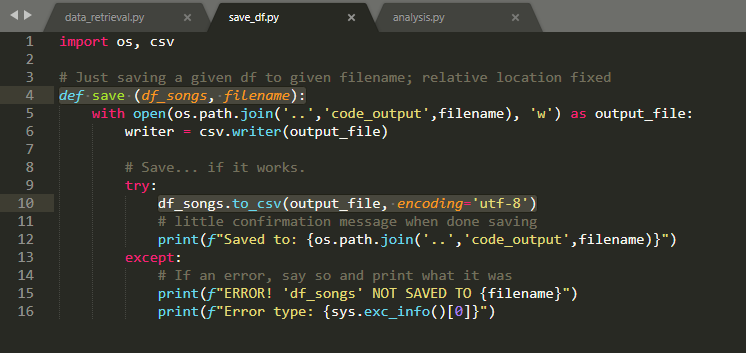 data_retrieval.py × save_df.py × analysis.py ×
1 import os, csv
2
3 # Just saving a given df to given filename; relative location fixed
4 def save (df_songs, filename):
5     with open(os.path.join('..','code_output',filename), 'w') as output_file:
6         writer = csv.writer(output_file)
7
8         # Save... if it works.
9         try:
10             df_songs.to_csv(output_file, encoding='utf-8')
11             # little confirmation message when done saving
12             print(f"Saved to: {os.path.join('..','code_output',filename)}")
13         except:
14             # If an error, say so and print what it was
15             print(f"ERROR! 'df_songs' NOT SAVED TO {filename}")
16             print(f"Error type: {sys.exc_info()[0]}")